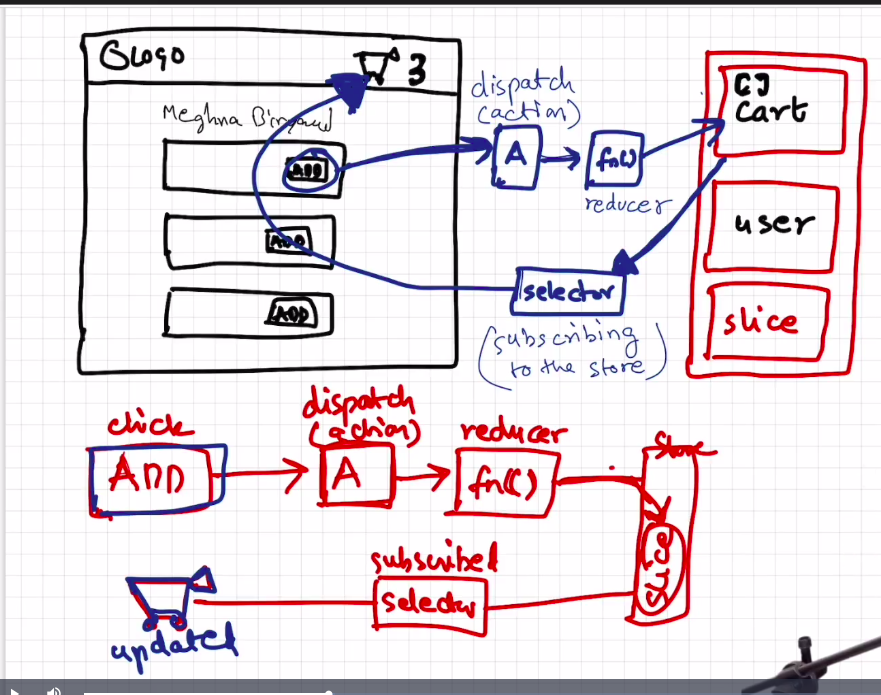 Logo
3
Meghna Biryani
ADD
ADD
ADD
dispatch
(action)
A
fn()
reducer
[]
cart
user
slice
selector
(subscribing
to the store)
click
ADD
dispatch
(action)
A
reducer
fn()
store
slice
subscribed
selector
updated